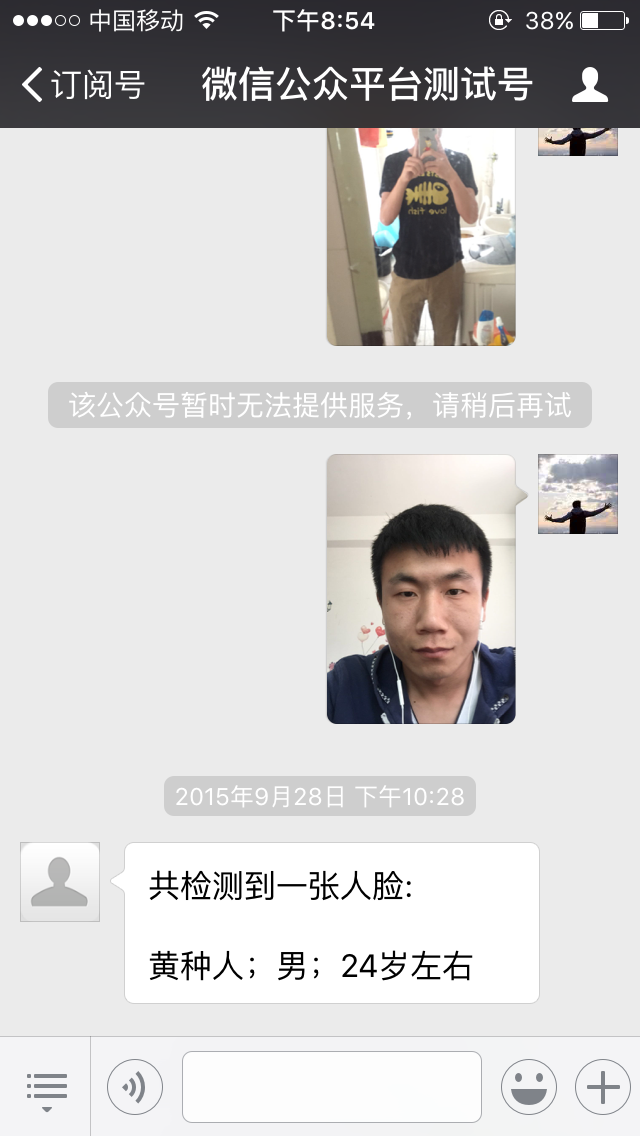 中国移动 下午8:54 38%
订阅号 微信公众平台测试号
love fish
该公众号暂时无法提供服务，请稍后再试
2015年9月28日 下午10:28
共检测到一张人脸:
黄种人；男；24岁左右